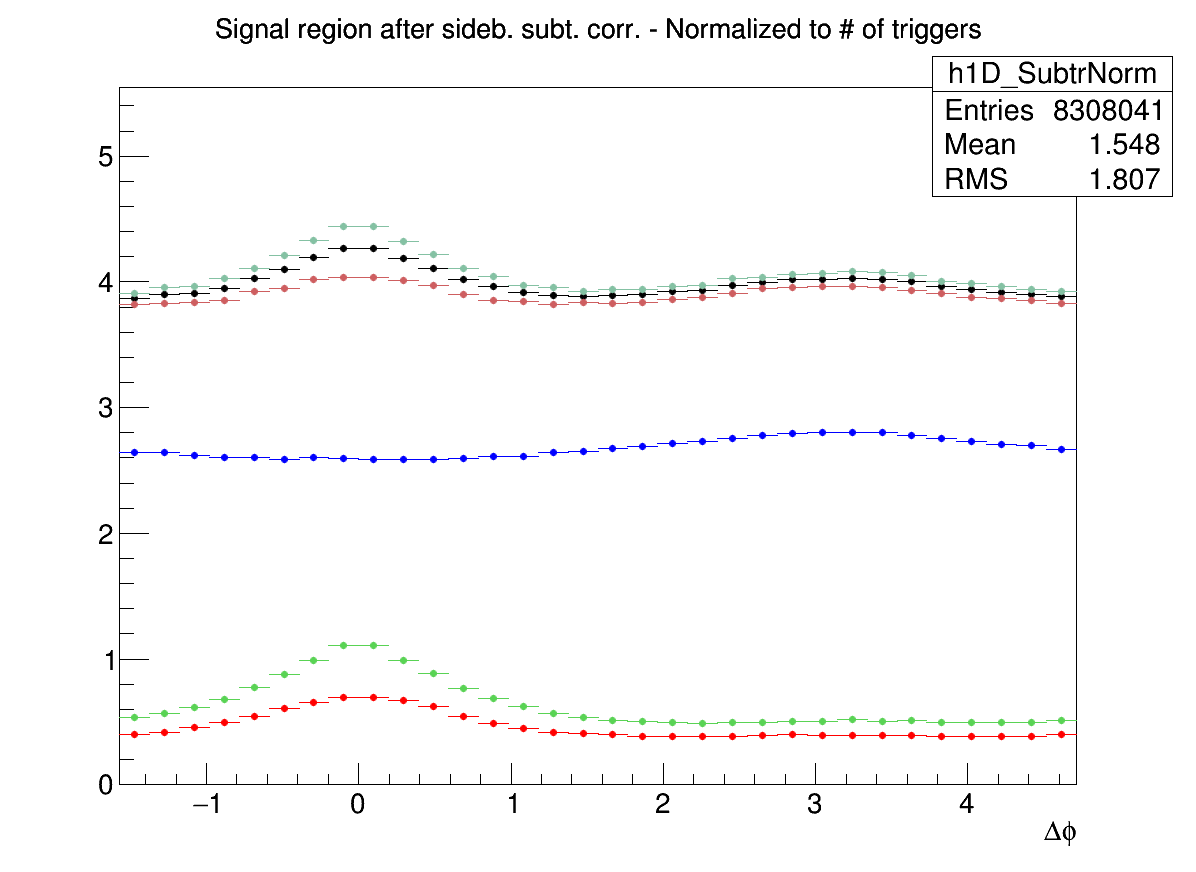 Signal region after sideb. subt. corr. - Normalized to # of triggers
h1D_SubtrNorm
Entries 8308041
Mean 1.548
RMS 1.807
5
4
3
2
1
0
−1 0 1 2 3 4
Δϕ